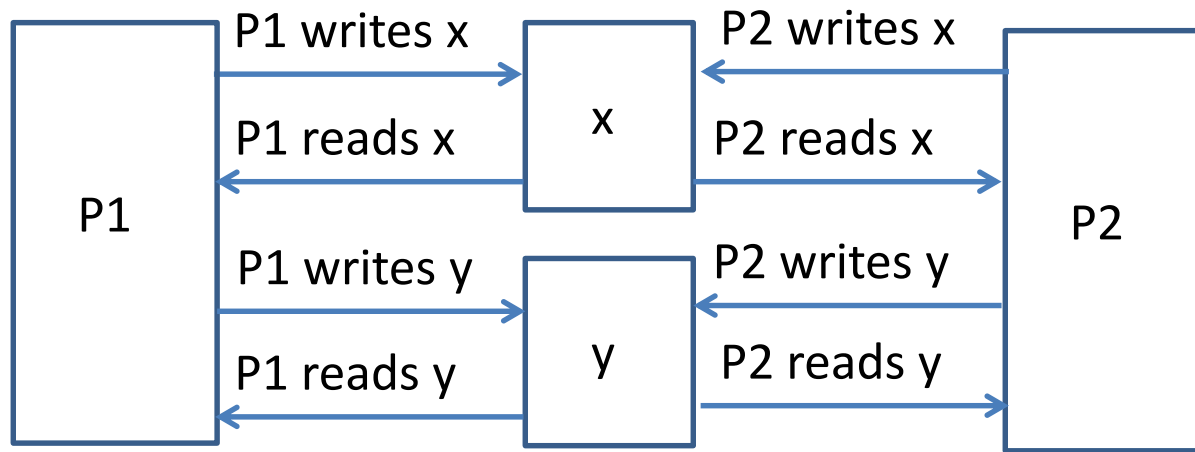 P1 writes x
P2 writes x
x
P1 reads x
P2 reads x
P1
P2
P1 writes y
P2 writes y
y
P1 reads y
P2 reads y